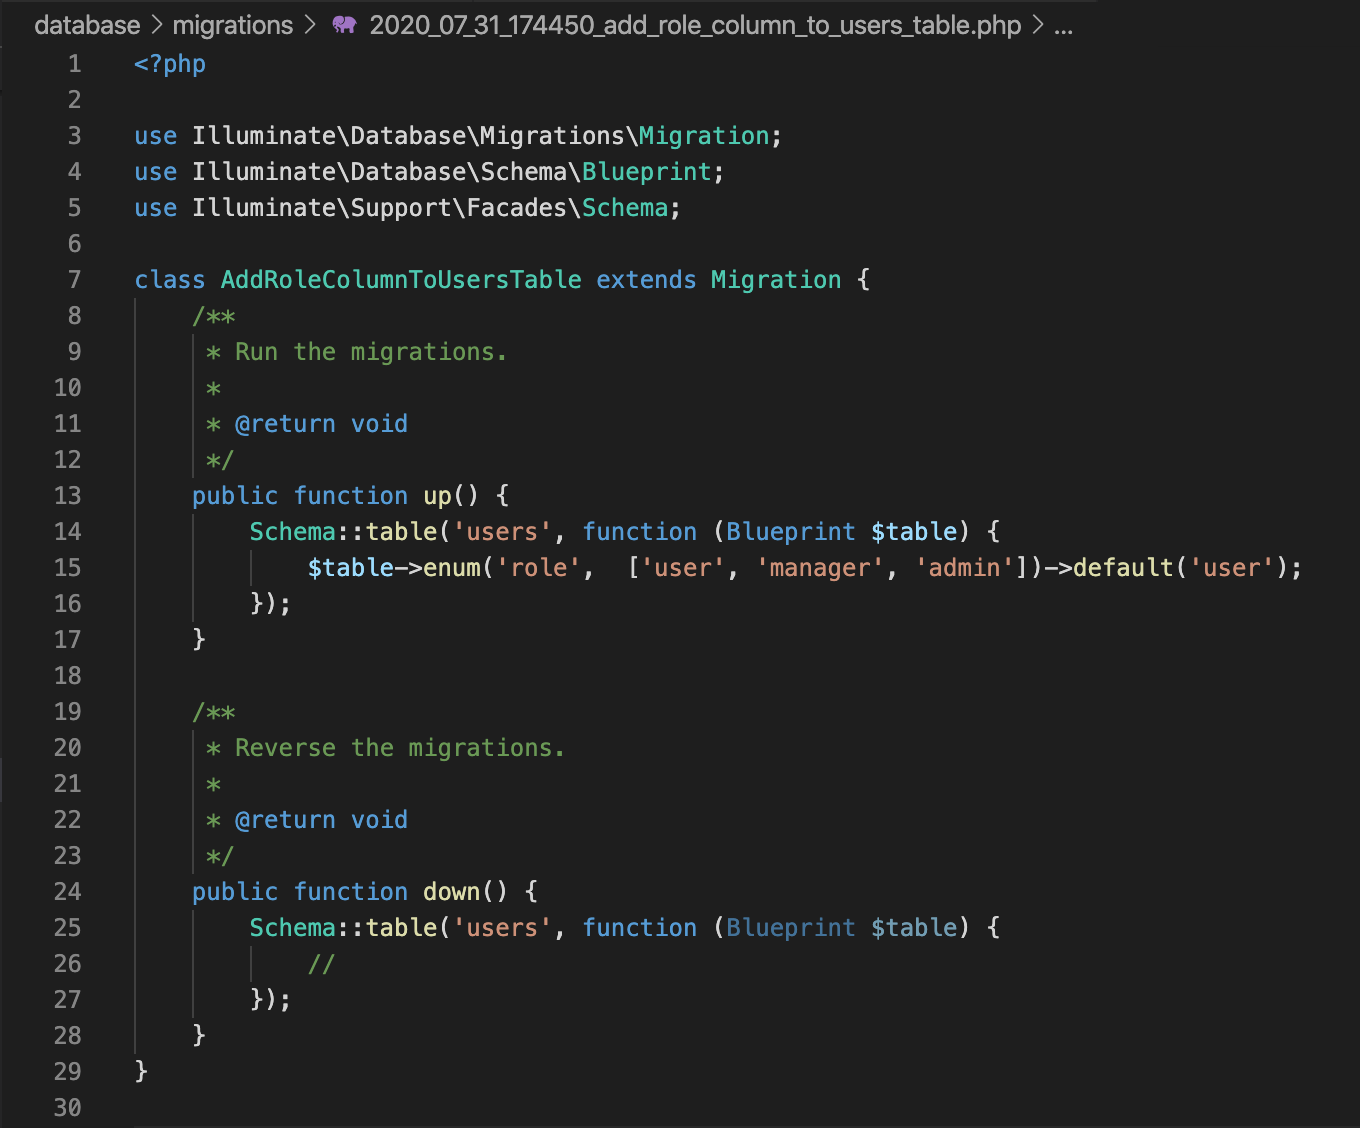 database > migrations > 2020_07_31_174450_add_role_column_to_users_table.php > ...
1 <?php
2
3 use Illuminate\Database\Migrations\Migration;
4 use Illuminate\Database\Schema\Blueprint;
5 use Illuminate\Support\Facades\Schema;
6
7 class AddRoleColumnToUsersTable extends Migration {
8     /**
9      * Run the migrations.
10      *
11      * @return void
12      */
13     public function up() {
14         Schema::table('users', function (Blueprint $table) {
15             $table->enum('role',  ['user', 'manager', 'admin'])->default('user');
16         });
17     }
18
19     /**
20      * Reverse the migrations.
21      *
22      * @return void
23      */
24     public function down() {
25         Schema::table('users', function (Blueprint $table) {
26             //
27         });
28     }
29 }
30